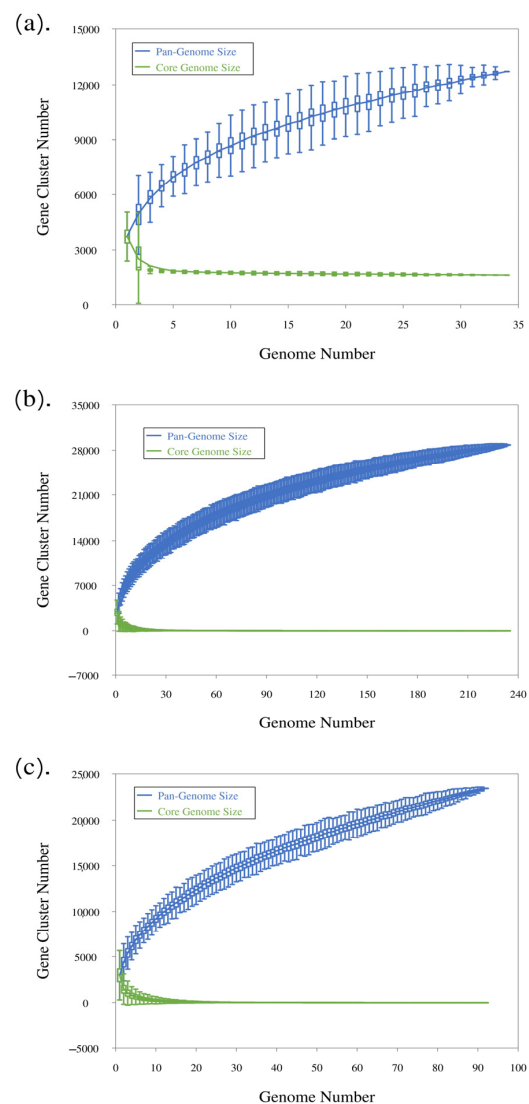 (a).
15000
Pan-Genome Size
Core Genome Size
12000
9000
6000
3000
0
Gene Cluster Number
0 5 10 15 20 25 30 35
Genome Number
(b).
35000
Pan-Genome Size
Core Genome Size
28000
21000
14000
7000
0
−7000
Gene Cluster Number
0 30 60 90 120 150 180 210 240
Genome Number
(c).
25000
Pan-Genome Size
Core Genome Size
20000
15000
10000
5000
0
−5000
Gene Cluster Number
0 10 20 30 40 50 60 70 80 90 100
Genome Number